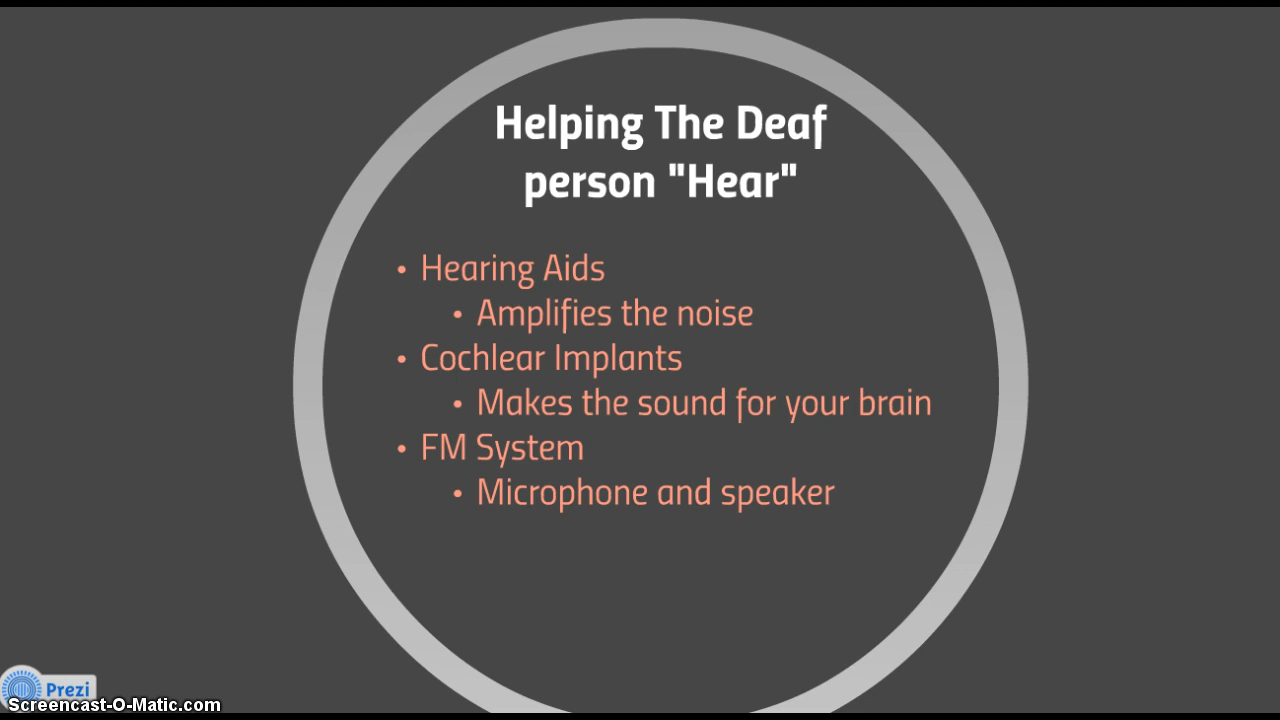 Helping The Deaf
person "Hear"
• Hearing Aids
• Amplifies the noise
• Cochlear Implants
• Makes the sound for your brain
• FM System
• Microphone and speaker
Prezi
Screencast-O-Matic.com